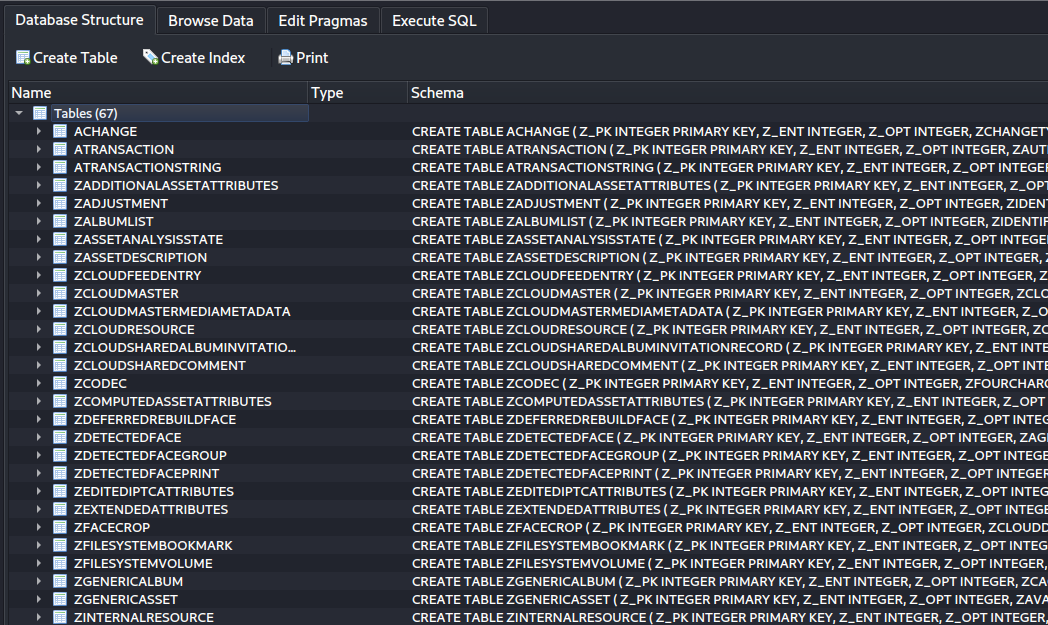 Database Structure Browse Data Edit Pragmas Execute SQL
Create Table Create Index Print
Name Type Schema
Tables (67)
ACHANGE CREATE TABLE ACHANGE ( Z_PK INTEGER PRIMARY KEY, Z_ENT INTEGER, Z_OPT INTEGER, ZCHANGETY
ATRANSACTION CREATE TABLE ATRANSACTION ( Z_PK INTEGER PRIMARY KEY, Z_ENT INTEGER, Z_OPT INTEGER, ZAUT
ATRANSACTIONSTRING CREATE TABLE ATRANSACTIONSTRING ( Z_PK INTEGER PRIMARY KEY, Z_ENT INTEGER, Z_OPT INTEGER
ZADDITIONALASSETATTRIBUTES CREATE TABLE ZADDITIONALASSETATTRIBUTES ( Z_PK INTEGER PRIMARY KEY, Z_ENT INTEGER, Z_OPT
ZADJUSTMENT CREATE TABLE ZADJUSTMENT ( Z_PK INTEGER PRIMARY KEY, Z_ENT INTEGER, Z_OPT INTEGER, ZIDENT
ZALBUMLIST CREATE TABLE ZALBUMLIST ( Z_PK INTEGER PRIMARY KEY, Z_ENT INTEGER, Z_OPT INTEGER, ZIDENTIF
ZASSETANALYSISSTATE CREATE TABLE ZASSETANALYSISSTATE ( Z_PK INTEGER PRIMARY KEY, Z_ENT INTEGER, Z_OPT INTEGE
ZASSETDESCRIPTION CREATE TABLE ZASSETDESCRIPTION ( Z_PK INTEGER PRIMARY KEY, Z_ENT INTEGER, Z_OPT INTEGER,
ZCLOUDFEEDENTRY CREATE TABLE ZCLOUDFEEDENTRY ( Z_PK INTEGER PRIMARY KEY, Z_ENT INTEGER, Z_OPT INTEGER, Z
ZCLOUDMASTER CREATE TABLE ZCLOUDMASTER ( Z_PK INTEGER PRIMARY KEY, Z_ENT INTEGER, Z_OPT INTEGER, ZCLO
ZCLOUDMASTERMEDIAMETADATA CREATE TABLE ZCLOUDMASTERMEDIAMETADATA ( Z_PK INTEGER PRIMARY KEY, Z_ENT INTEGER, Z_O
ZCLOUDRESOURCE CREATE TABLE ZCLOUDRESOURCE ( Z_PK INTEGER PRIMARY KEY, Z_ENT INTEGER, Z_OPT INTEGER, ZC
ZCLOUDSHAREDALBUMINVITATIO... CREATE TABLE ZCLOUDSHAREDALBUMINVITATIONRECORD ( Z_PK INTEGER PRIMARY KEY, Z_ENT INTE
ZCLOUDSHAREDCOMMENT CREATE TABLE ZCLOUDSHAREDCOMMENT ( Z_PK INTEGER PRIMARY KEY, Z_ENT INTEGER, Z_OPT INTE
ZCODEC CREATE TABLE ZCODEC ( Z_PK INTEGER PRIMARY KEY, Z_ENT INTEGER, Z_OPT INTEGER, ZFOURCHARC
ZCOMPUTEDASSETATTRIBUTES CREATE TABLE ZCOMPUTEDASSETATTRIBUTES ( Z_PK INTEGER PRIMARY KEY, Z_ENT INTEGER, Z_OPT
ZDEFERREDREBUILDFACE CREATE TABLE ZDEFERREDREBUILDFACE ( Z_PK INTEGER PRIMARY KEY, Z_ENT INTEGER, Z_OPT INTEG
ZDETECTEDFACE CREATE TABLE ZDETECTEDFACE ( Z_PK INTEGER PRIMARY KEY, Z_ENT INTEGER, Z_OPT INTEGER, ZAG
ZDETECTEDFACEGROUP CREATE TABLE ZDETECTEDFACEGROUP ( Z_PK INTEGER PRIMARY KEY, Z_ENT INTEGER, Z_OPT INTEGE
ZDETECTEDFACEPRINT CREATE TABLE ZDETECTEDFACEPRINT ( Z_PK INTEGER PRIMARY KEY, Z_ENT INTEGER, Z_OPT INTEGER
ZEDITEDIPTCATTRIBUTES CREATE TABLE ZEDITEDIPTCATTRIBUTES ( Z_PK INTEGER PRIMARY KEY, Z_ENT INTEGER, Z_OPT INTEG
ZEXTENDEDATTRIBUTES CREATE TABLE ZEXTENDEDATTRIBUTES ( Z_PK INTEGER PRIMARY KEY, Z_ENT INTEGER, Z_OPT INTEGE
ZFACECROP CREATE TABLE ZFACECROP ( Z_PK INTEGER PRIMARY KEY, Z_ENT INTEGER, Z_OPT INTEGER, ZCLOUDD
ZFILESYSTEMBOOKMARK CREATE TABLE ZFILESYSTEMBOOKMARK ( Z_PK INTEGER PRIMARY KEY, Z_ENT INTEGER, Z_OPT INTEG
ZFILESYSTEMVOLUME CREATE TABLE ZFILESYSTEMVOLUME ( Z_PK INTEGER PRIMARY KEY, Z_ENT INTEGER, Z_OPT INTEGER,
ZGENERICALBUM CREATE TABLE ZGENERICALBUM ( Z_PK INTEGER PRIMARY KEY, Z_ENT INTEGER, Z_OPT INTEGER, ZCA
ZGENERICASSET CREATE TABLE ZGENERICASSET ( Z_PK INTEGER PRIMARY KEY, Z_ENT INTEGER, Z_OPT INTEGER, ZAVA
ZINTERNALRESOURCE CREATE TABLE ZINTERNALRESOURCE ( Z_PK INTEGER PRIMARY KEY, Z_ENT INTEGER, Z_OPT INTEGER,